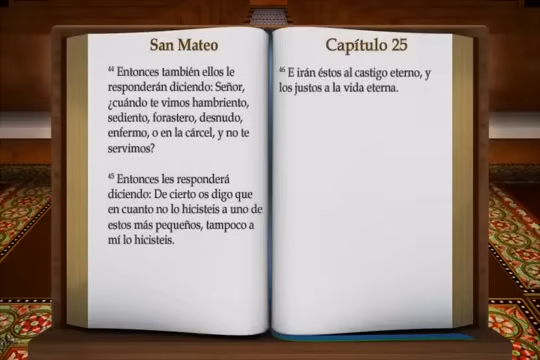 San Mateo
⁴⁴ Entonces también ellos le
responderán diciendo: Señor,
¿cuándo te vimos hambriento,
sediento, forastero, desnudo,
enfermo, o en la cárcel, y no te
servimos?
⁴⁵ Entonces les responderá
diciendo: De cierto os digo que
en cuanto no lo hicisteis a uno de
estos más pequeños, tampoco a
mí lo hicisteis.
Capítulo 25
⁴⁶ E irán éstos al castigo eterno, y
los justos a la vida eterna.